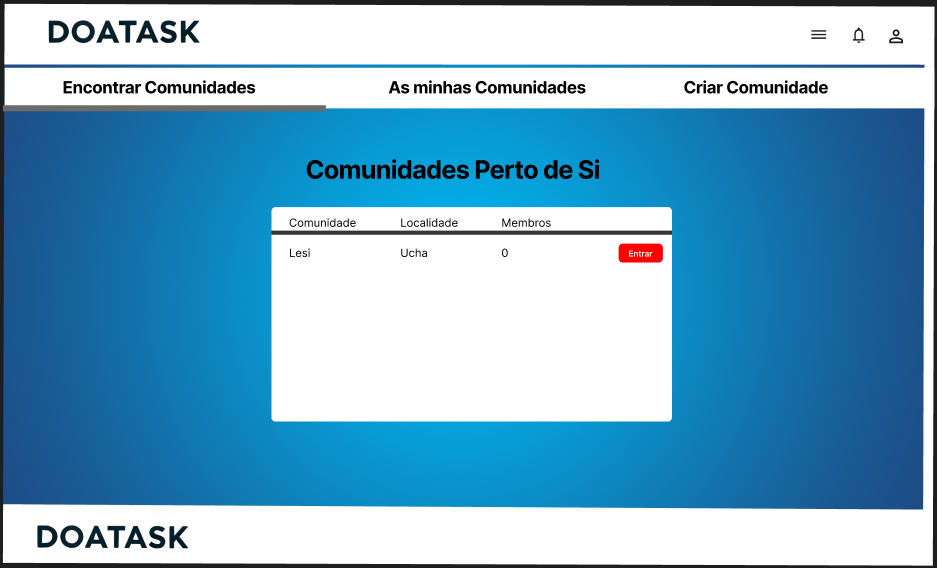 DOATASK
Encontrar Comunidades As minhas Comunidades Criar Comunidade
Comunidades Perto de Si
Comunidade Localidade Membros
Lesi Ucha 0 Entrar
DOATASK